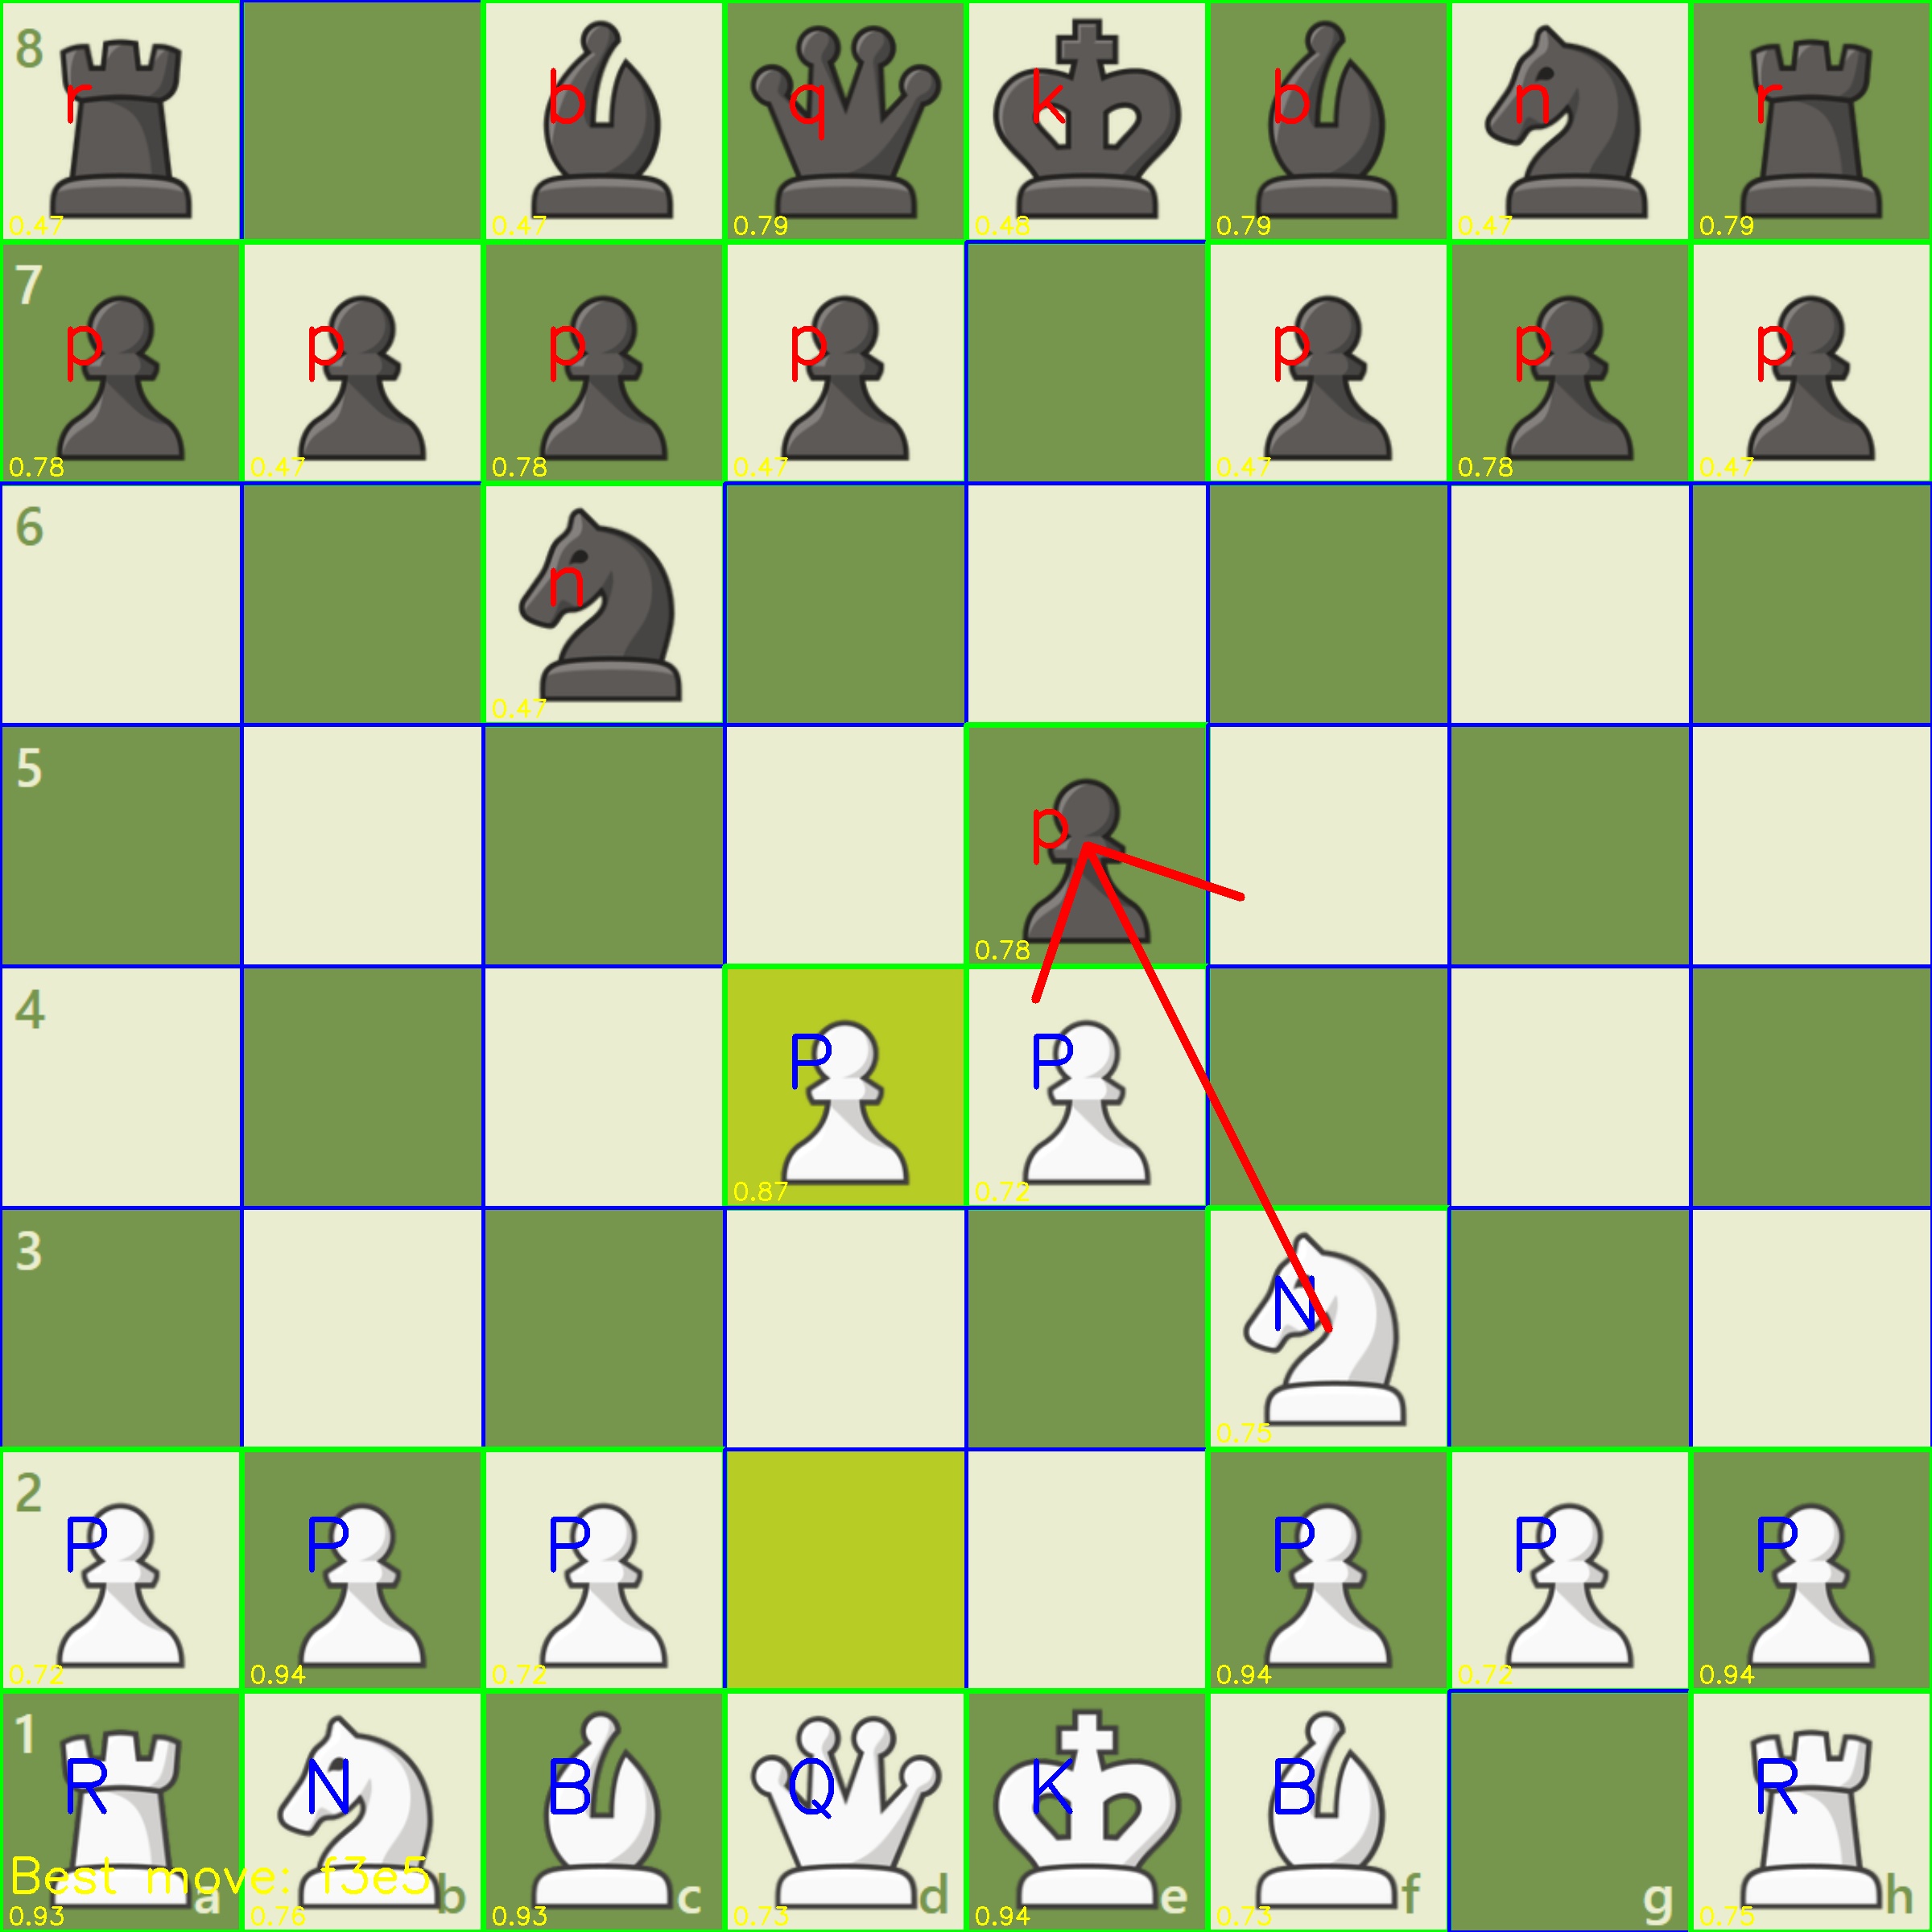 8 r b q k b n r
0.47 0.47 0.79 0.48 0.79 0.47 0.79
7 p p p p p p p
0.78 0.47 0.78 0.47 0.47 0.78 0.47
6 n
0.47
5 p
0.78
4 P P
0.87 0.72
3 N
0.75
2 P P P P P P
0.72 0.94 0.72 0.94 0.72 0.94
1 R N B Q K B R
Best move: f3e5
a b c d e f g h
0.93 0.76 0.93 0.73 0.94 0.73 0.75